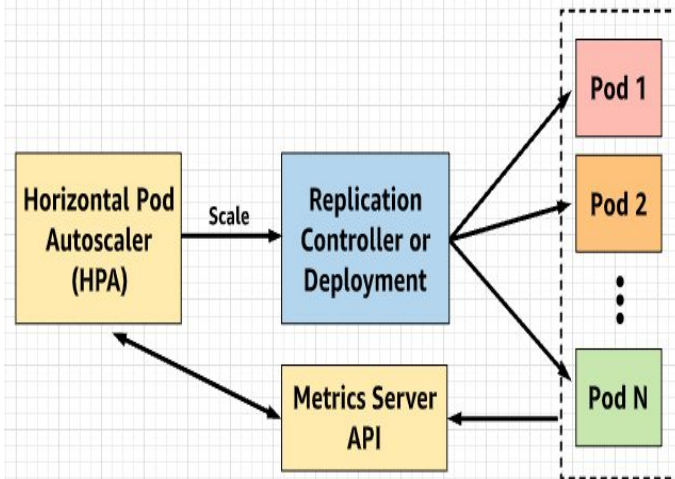 Horizontal Pod
Autoscaler
(HPA)
Scale
Replication
Controller or
Deployment
Pod 1
Pod 2
Pod N
Metrics Server
API